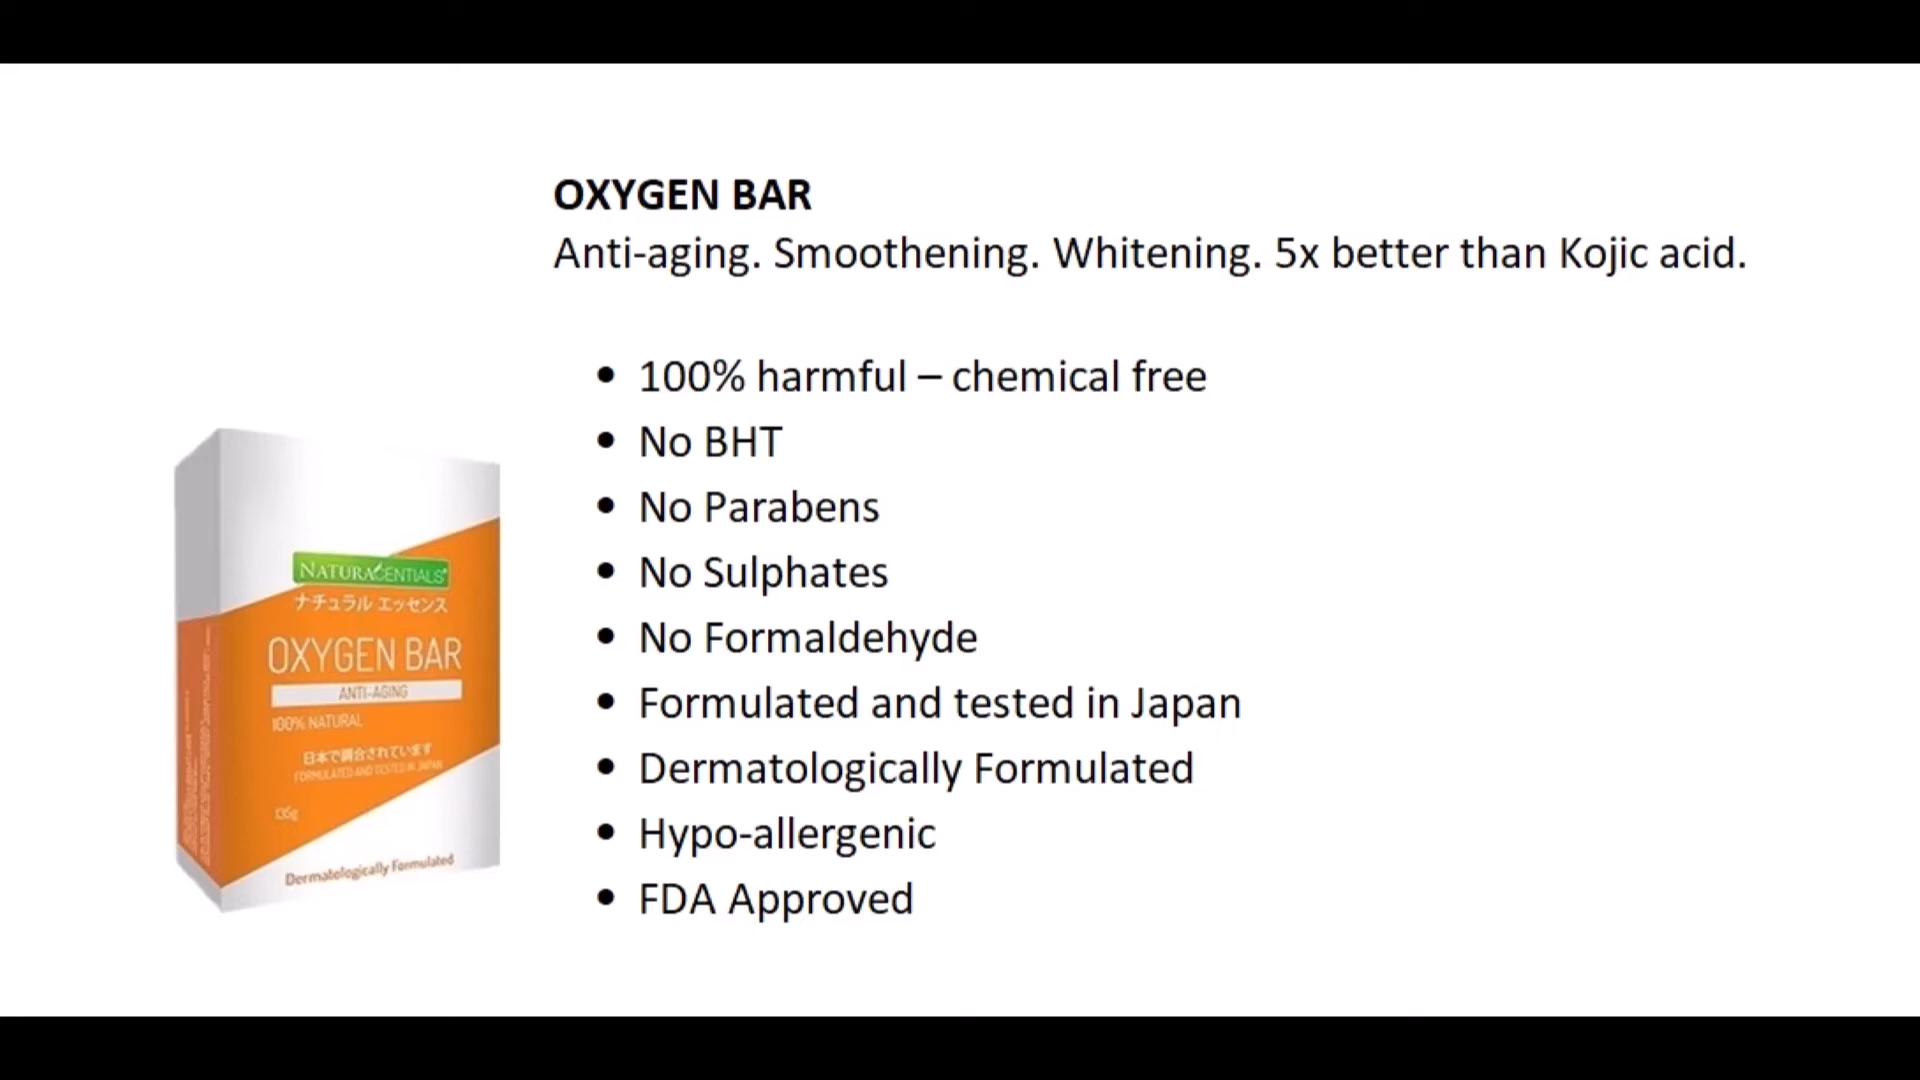 OXYGEN BAR
Anti-aging. Smoothening. Whitening. 5x better than Kojic acid.
• 100% harmful – chemical free
• No BHT
• No Parabens
• No Sulphates
• No Formaldehyde
• Formulated and tested in Japan
• Dermatologically Formulated
• Hypo-allergenic
• FDA Approved
NATURACENTIALS
ナチュラル エッセンス
OXYGEN BAR
ANTI-AGING
100% NATURAL
日本で調合されています
FORMULATED AND TESTED IN JAPAN
135g
Dermatologically Formulated